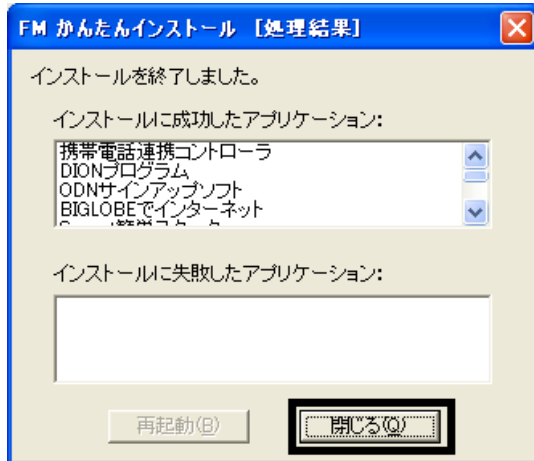 FM かんたんインストール [処理結果]
インストールを終了しました。
インストールに成功したアプリケーション:
携帯電話連携コントローラ
DIONプログラム
ODNサインアップソフト
BIGLOBEでインターネット
インストールに失敗したアプリケーション:
再起動(B)
閉じる(Q)